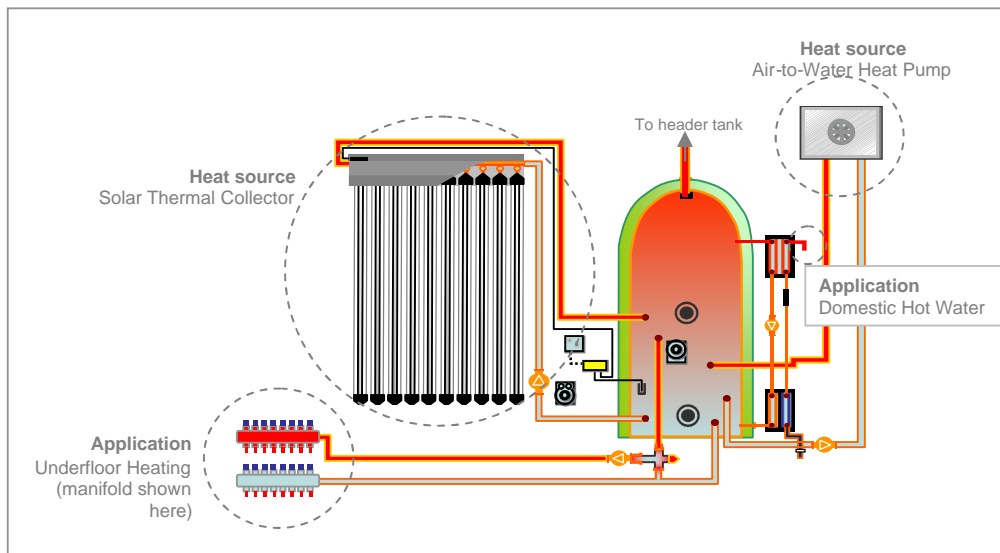 Heat source
Air-to-Water Heat Pump
To header tank
Heat source
Solar Thermal Collector
Application
Domestic Hot Water
Application
Underfloor Heating
(manifold shown
here)